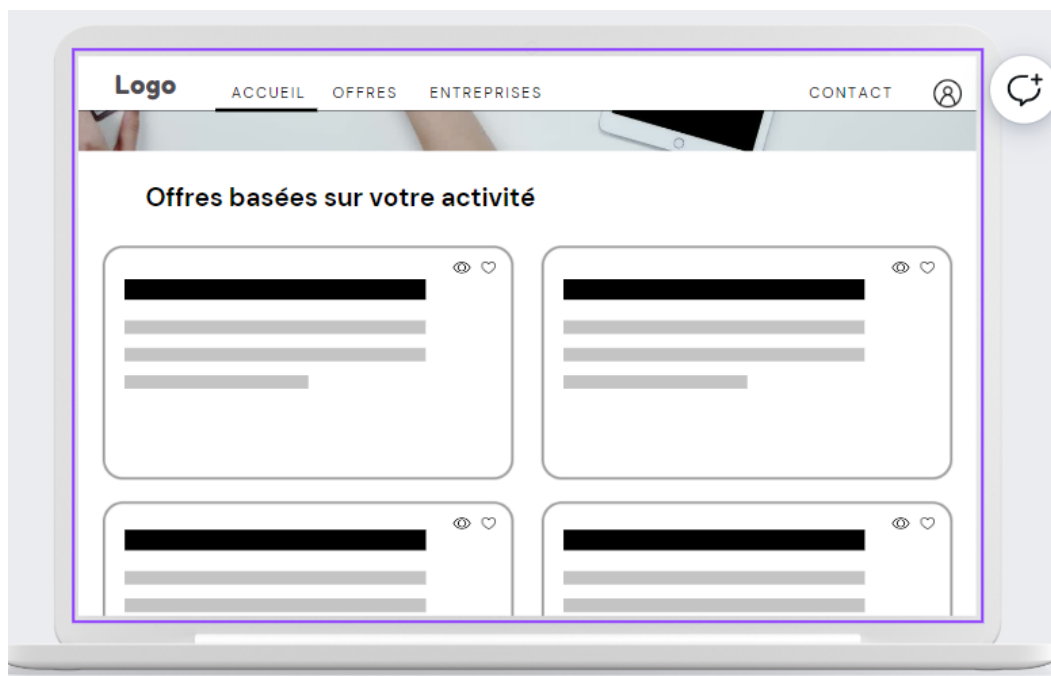 Logo
ACCUEIL OFFRES ENTREPRISES CONTACT
Offres basées sur votre activité